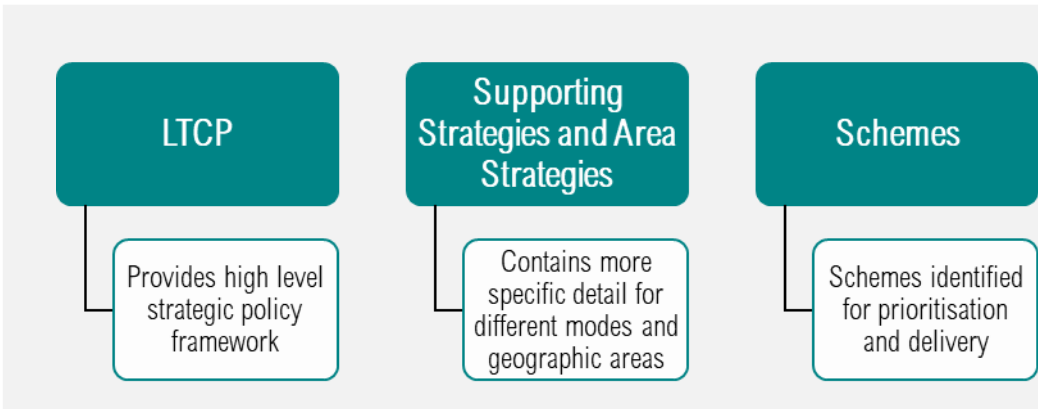 LTCP
Provides high level
strategic policy
framework
Supporting
Strategies and Area
Strategies
Contains more
specific detail for
different modes and
geographic areas
Schemes
Schemes identified
for prioritisation
and delivery